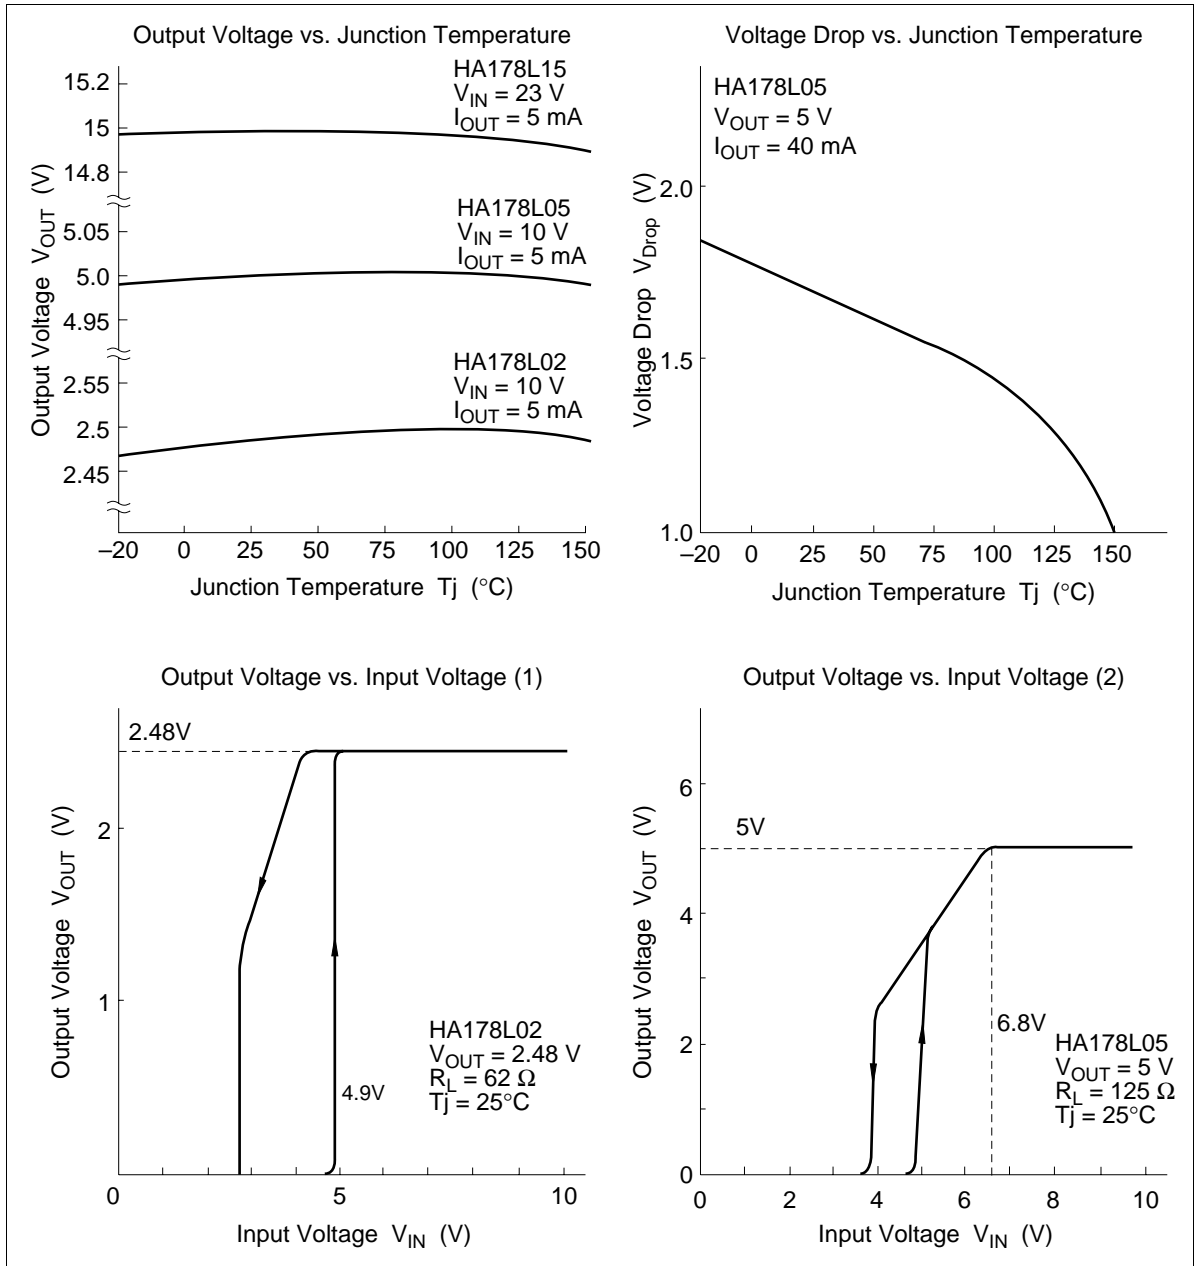 Output Voltage vs. Junction Temperature
HA178L15
V_IN = 23 V
I_OUT = 5 mA
15.2
15
14.8
HA178L05
V_IN = 10 V
I_OUT = 5 mA
5.05
5.0
4.95
HA178L02
V_IN = 10 V
I_OUT = 5 mA
2.55
2.5
2.45
Output Voltage V_OUT (V)
–20 0 25 50 75 100 125 150
Junction Temperature Tj (°C)
Voltage Drop vs. Junction Temperature
HA178L05
V_OUT = 5 V
I_OUT = 40 mA
2.0
1.5
1.0
Voltage Drop V_Drop (V)
–20 0 25 50 75 100 125 150
Junction Temperature Tj (°C)
Output Voltage vs. Input Voltage (1)
2.48V
2
1
Output Voltage V_OUT (V)
4.9V
HA178L02
V_OUT = 2.48 V
R_L = 62 Ω
Tj = 25°C
0 5 10
Input Voltage V_IN (V)
Output Voltage vs. Input Voltage (2)
6
5V
4
2
0
Output Voltage V_OUT (V)
6.8V
HA178L05
V_OUT = 5 V
R_L = 125 Ω
Tj = 25°C
0 2 4 6 8 10
Input Voltage V_IN (V)